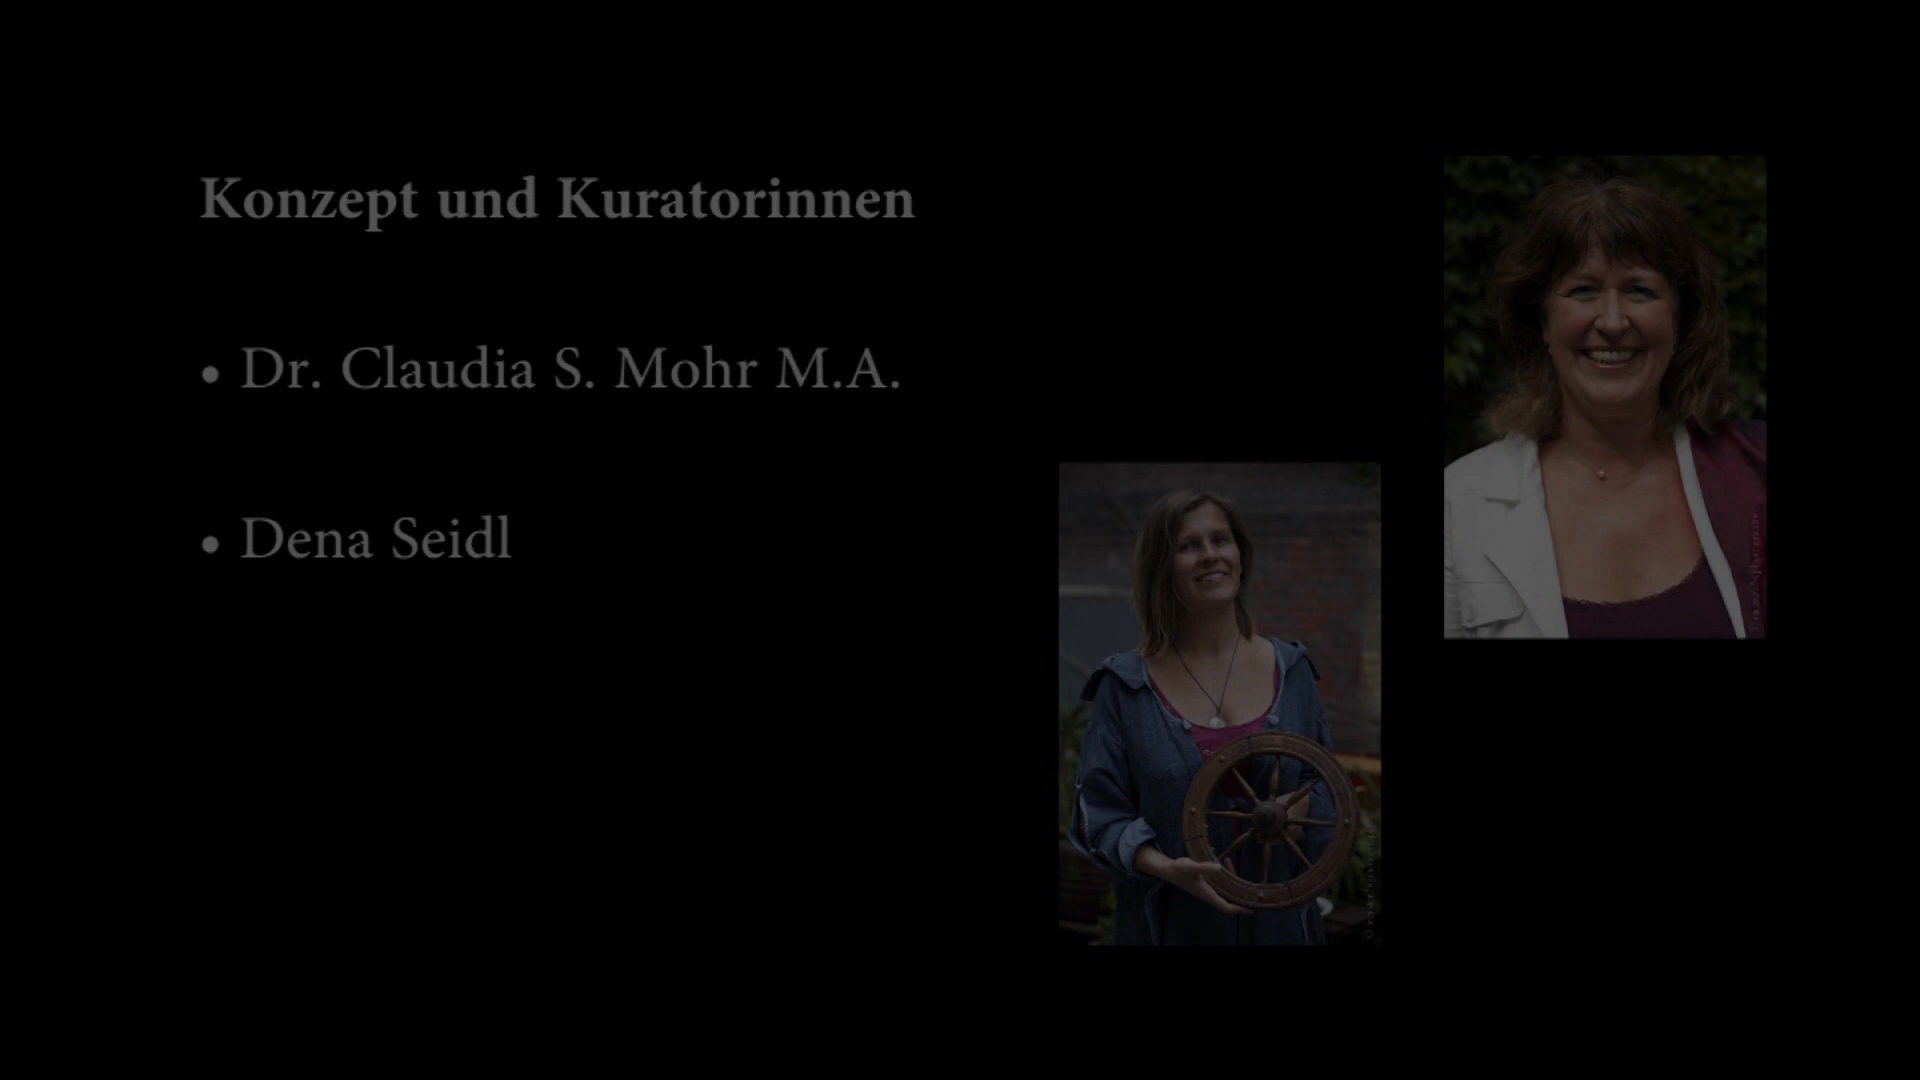 Konzept und Kuratorinnen
• Dr. Claudia S. Mohr M.A.
• Dena Seidl